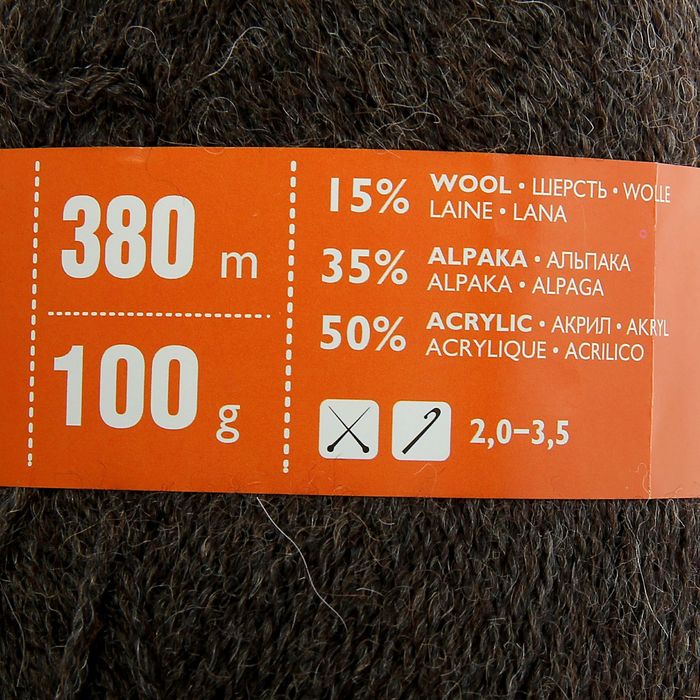 380 m
100 g
15% WOOL • ШЕРСТЬ • WOLLE
LAINE • LANA
35% ALPAKA • АЛЬПАКА
ALPAKA • ALPAGA
50% ACRYLIC • АКРИЛ • AKRYL
ACRYLIQUE • ACRILICO
2,0–3,5